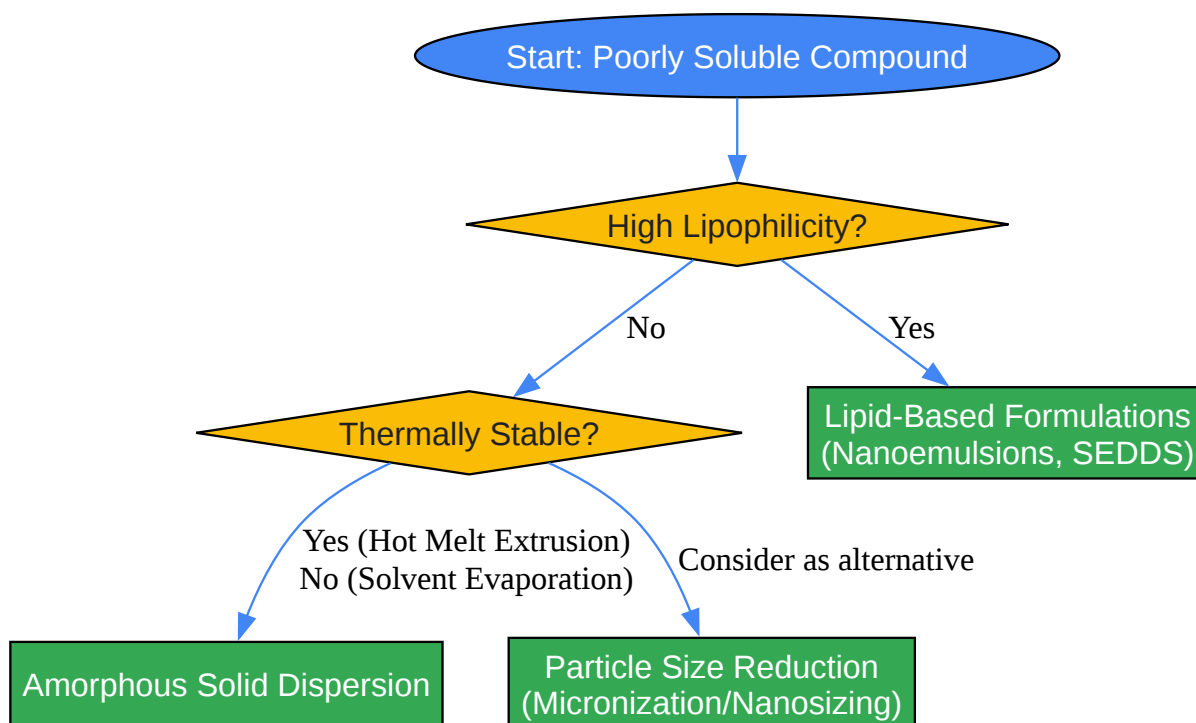 Start: Poorly Soluble Compound
High Lipophilicity?
No
Yes
Thermally Stable?
Lipid-Based Formulations
(Nanoemulsions, SEDDS)
Yes (Hot Melt Extrusion)
No (Solvent Evaporation)
Consider as alternative
Amorphous Solid Dispersion
Particle Size Reduction
(Micronization/Nanosizing)